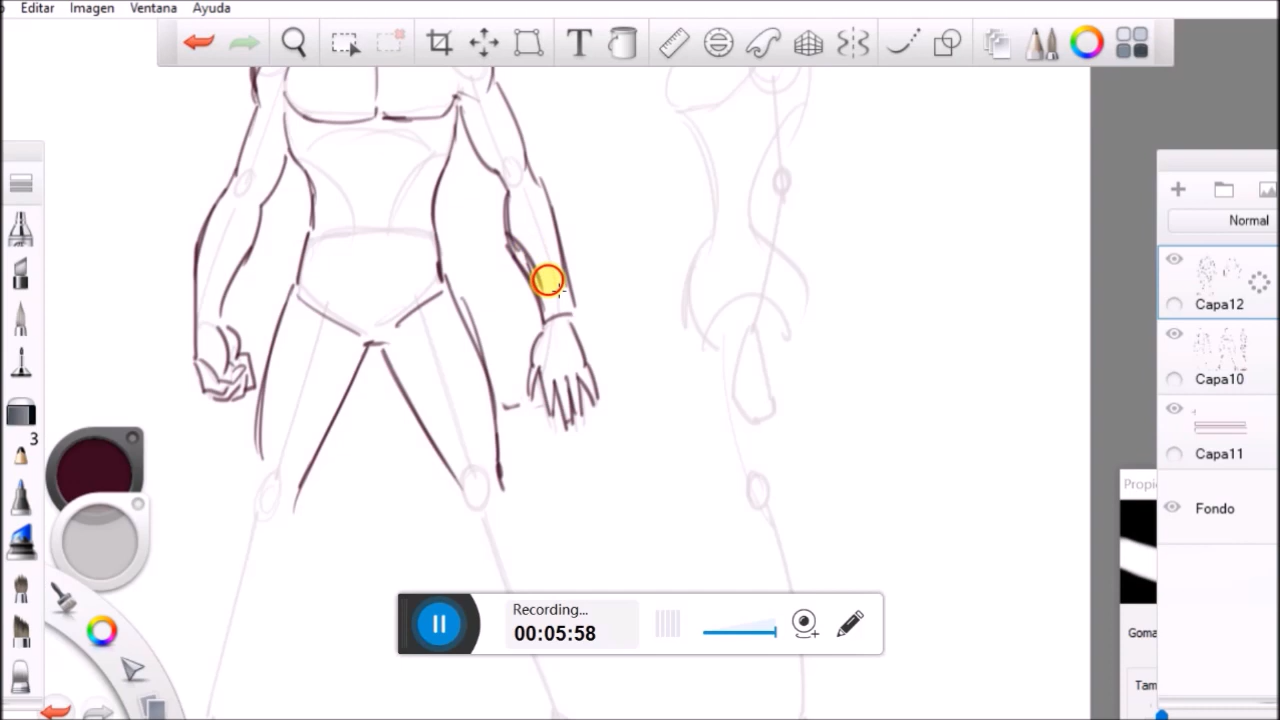 Editar Imagen Ventana Ayuda
T
Normal
Capa12
Capa10
Capa11
Fondo
3
Propi
Recording...
00:05:58
Goma
Tam